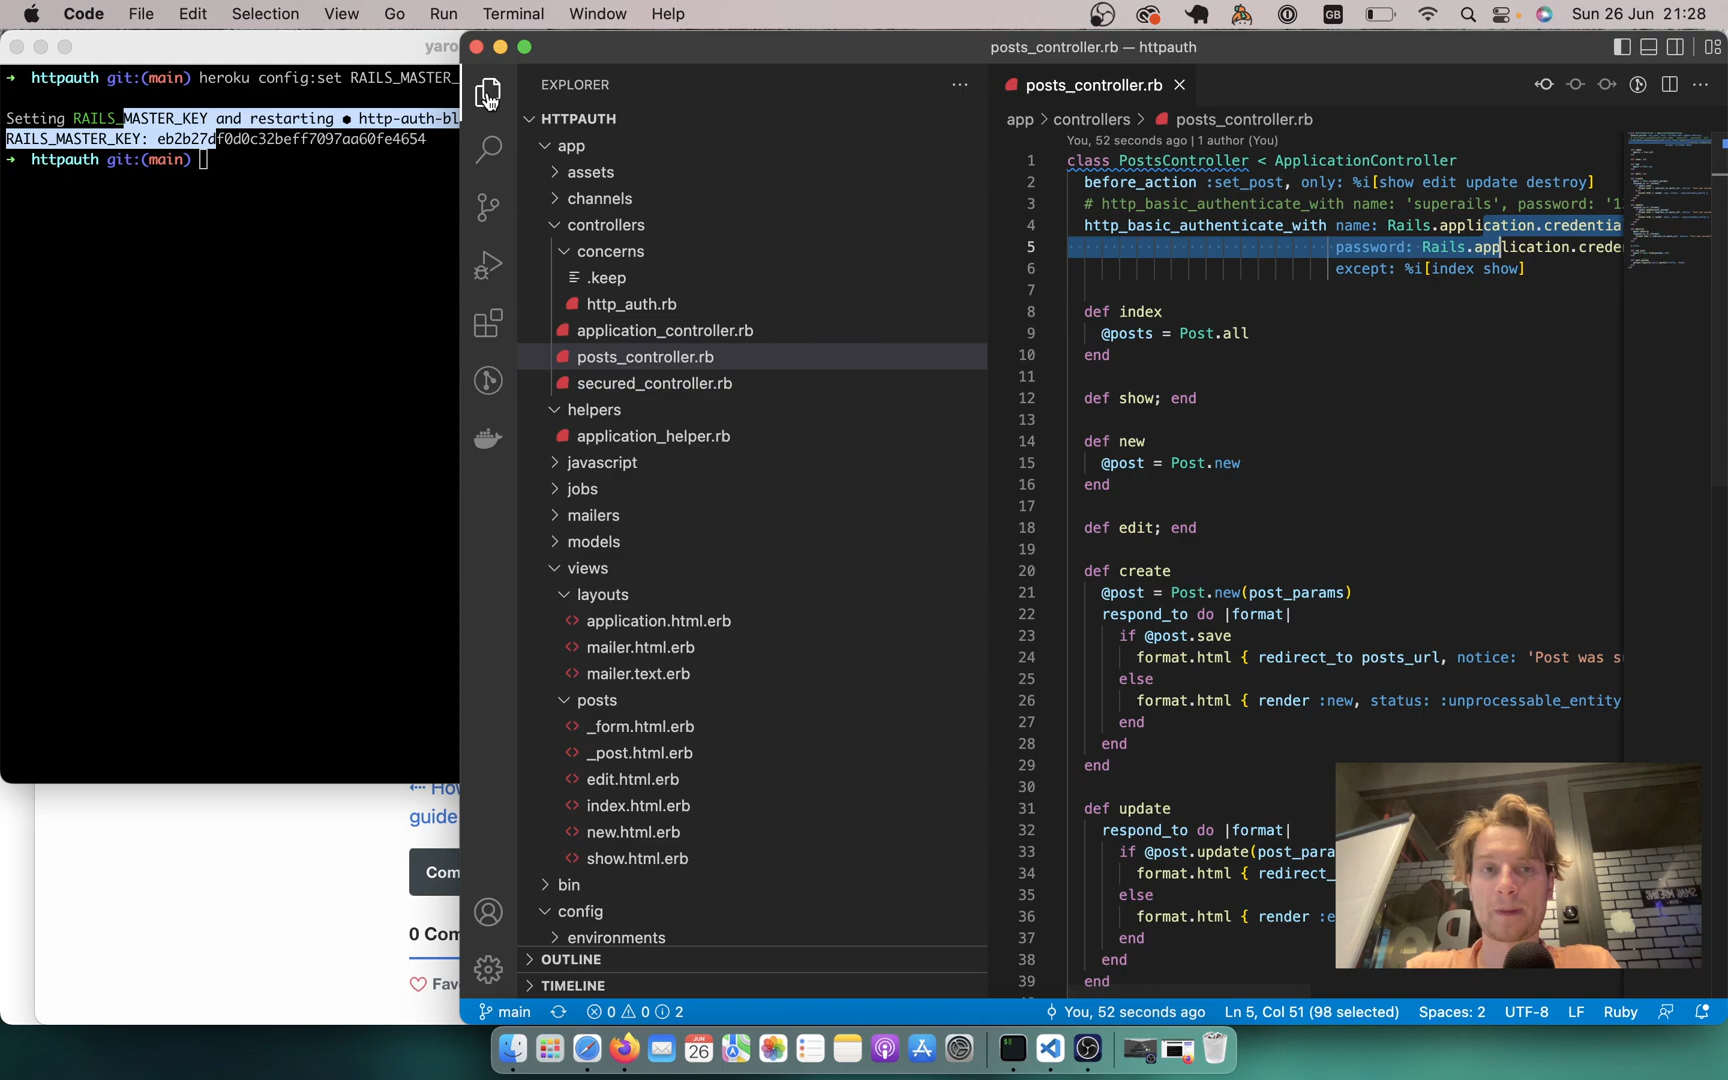 Code File Edit Selection View Go Run Terminal Window Help
GB
Sun 26 Jun 21:28
yaro
→ httpauth git:(main) heroku config:set RAILS_MASTER_
Setting RAILS_MASTER_KEY and restarting ⬢ http-auth-bl
RAILS_MASTER_KEY: eb2b27df0d0c32beff7097aa60fe4654
→ httpauth git:(main)
guide
Com
0 Com
Fav
posts_controller.rb — httpauth
EXPLORER
HTTPAUTH
app
assets
channels
controllers
concerns
.keep
http_auth.rb
application_controller.rb
posts_controller.rb
secured_controller.rb
helpers
application_helper.rb
javascript
jobs
mailers
models
views
layouts
application.html.erb
mailer.html.erb
mailer.text.erb
posts
_form.html.erb
_post.html.erb
edit.html.erb
index.html.erb
new.html.erb
show.html.erb
bin
config
environments
OUTLINE
TIMELINE
posts_controller.rb
app > controllers > posts_controller.rb
You, 52 seconds ago | 1 author (You)
1 class PostsController < ApplicationController
2 before_action :set_post, only: %i[show edit update destroy]
3 # http_basic_authenticate_with name: 'superails', password: '1
4 http_basic_authenticate_with name: Rails.application.credentia
5 password: Rails.application.crede
6 except: %i[index show]
7
8 def index
9 @posts = Post.all
10 end
11
12 def show; end
13
14 def new
15 @post = Post.new
16 end
17
18 def edit; end
19
20 def create
21 @post = Post.new(post_params)
22 respond_to do |format|
23 if @post.save
24 format.html { redirect_to posts_url, notice: 'Post was s
25 else
26 format.html { render :new, status: :unprocessable_entity
27 end
28 end
29 end
30
31 def update
32 respond_to do |format|
33 if @post.update(post_para
34 format.html { redirect_
35 else
36 format.html { render :e
37 end
38 end
39 end
main
0 0 2
You, 52 seconds ago
Ln 5, Col 51 (98 selected)
Spaces: 2
UTF-8
LF
Ruby
JUN
26